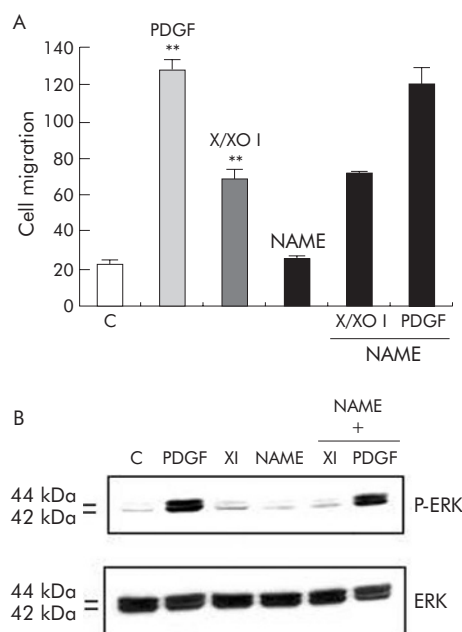 A
Cell migration
140
120
100
80
60
40
20
0
PDGF
**
X/XO I
**
NAME
C
X/XO I PDGF
NAME
B
NAME
+
C PDGF XI NAME XI PDGF
44 kDa
42 kDa
P-ERK
44 kDa
42 kDa
ERK